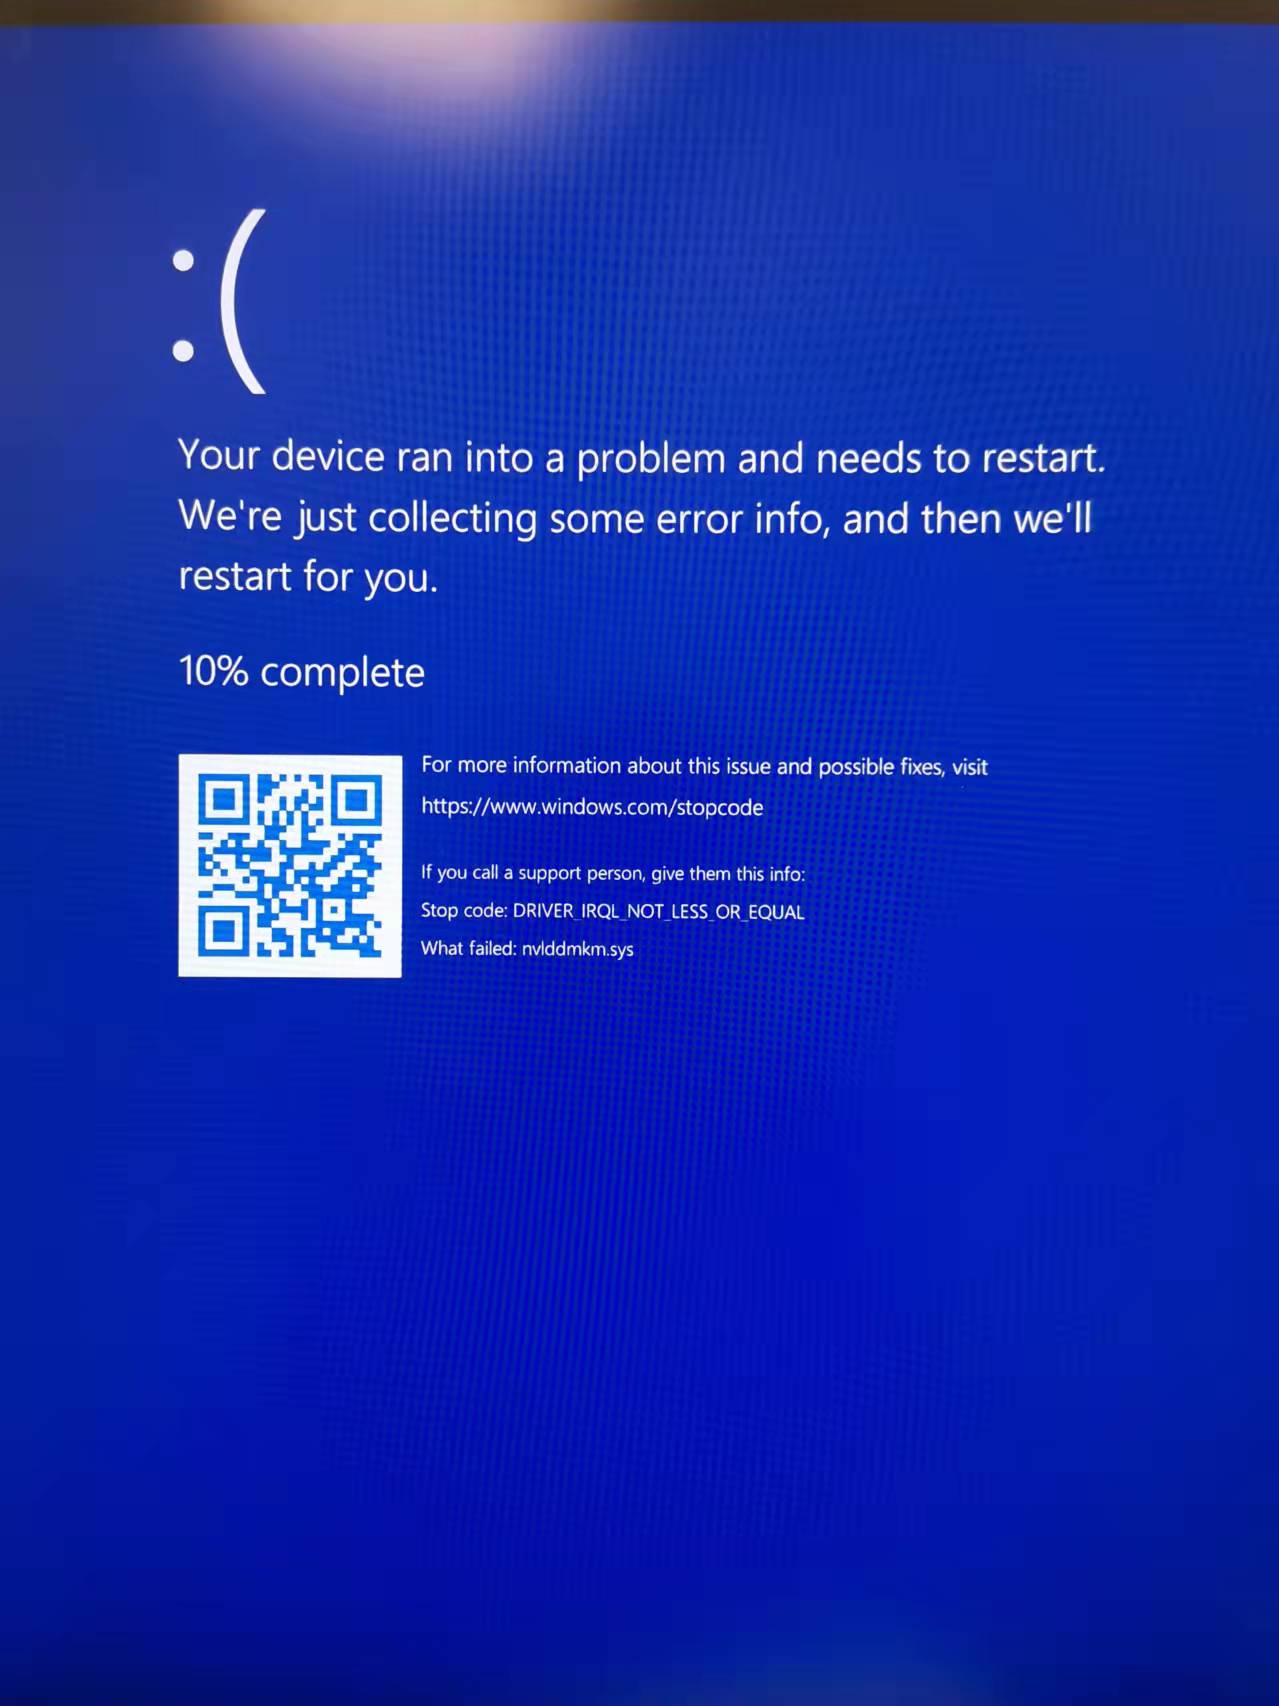 :(
Your device ran into a problem and needs to restart.
We're just collecting some error info, and then we'll
restart for you.
10% complete
For more information about this issue and possible fixes, visit
https://www.windows.com/stopcode
If you call a support person, give them this info:
Stop code: DRIVER_IRQL_NOT_LESS_OR_EQUAL
What failed: nvlddmkm.sys